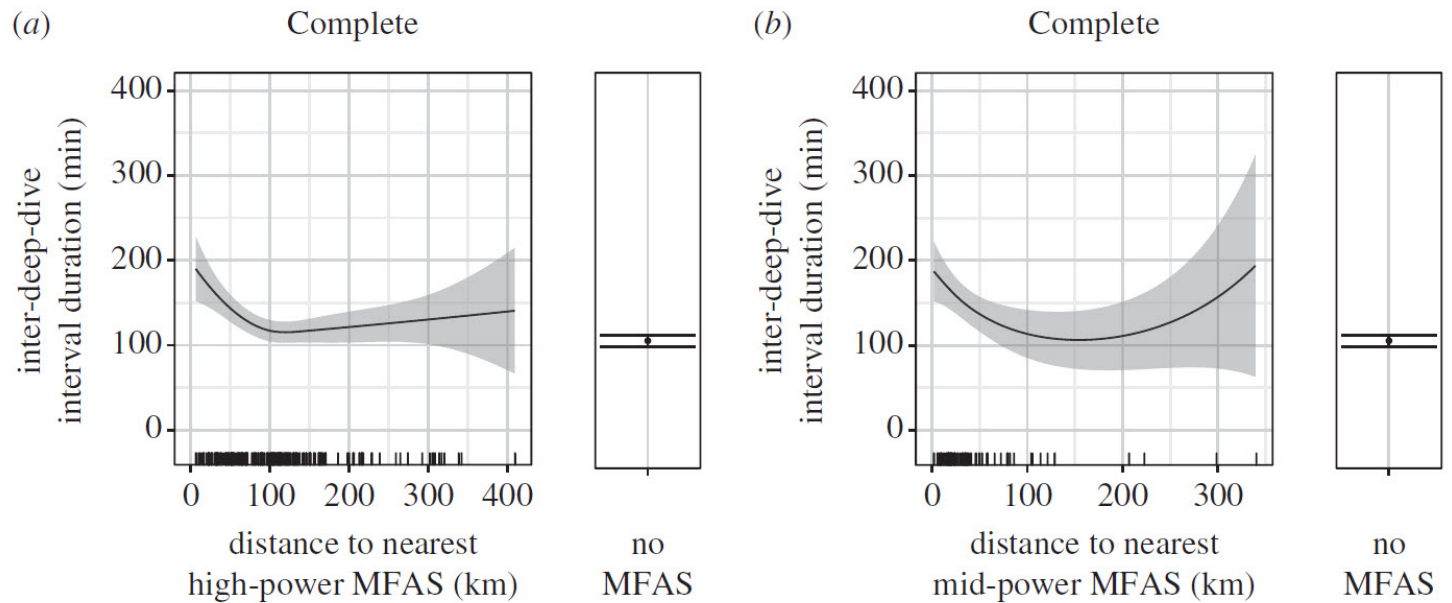 (a) Complete
(b) Complete
inter-deep-dive
interval duration (min)
400
300
200
100
0
0 100 200 300 400
distance to nearest
high-power MFAS (km)
no
MFAS
inter-deep-dive
interval duration (min)
400
300
200
100
0
0 100 200 300
distance to nearest
mid-power MFAS (km)
no
MFAS